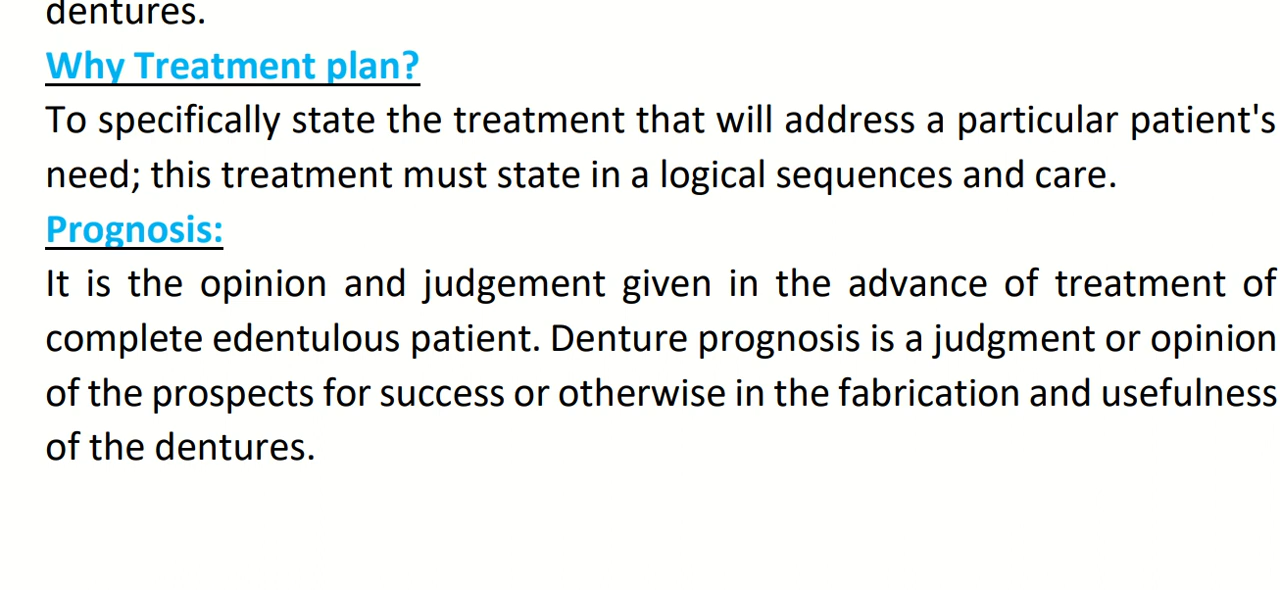 dentures.
Why Treatment plan?
To specifically state the treatment that will address a particular patient's
need; this treatment must state in a logical sequences and care.
Prognosis:
It is the opinion and judgement given in the advance of treatment of
complete edentulous patient. Denture prognosis is a judgment or opinion
of the prospects for success or otherwise in the fabrication and usefulness
of the dentures.